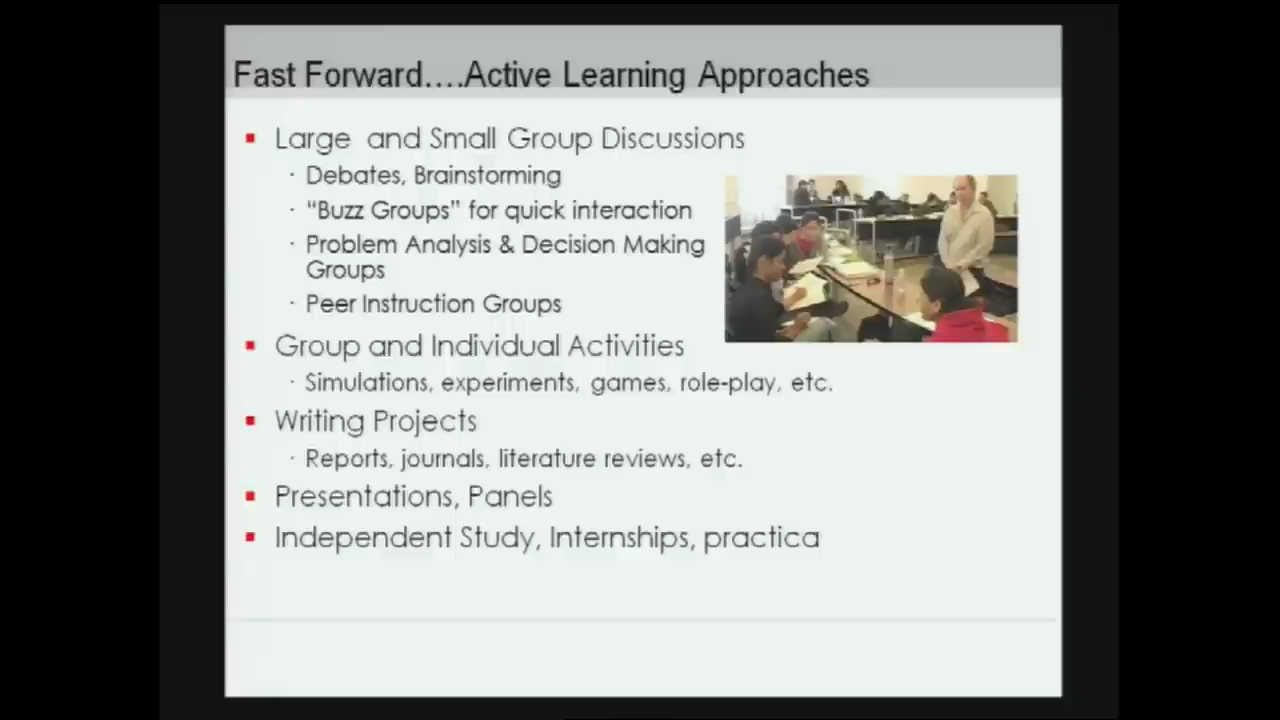 Fast Forward....Active Learning Approaches
Large and Small Group Discussions
Debates, Brainstorming
“Buzz Groups” for quick interaction
Problem Analysis & Decision Making
Groups
Peer Instruction Groups
Group and Individual Activities
Simulations, experiments, games, role-play, etc.
Writing Projects
Reports, journals, literature reviews, etc.
Presentations, Panels
Independent Study, Internships, practica